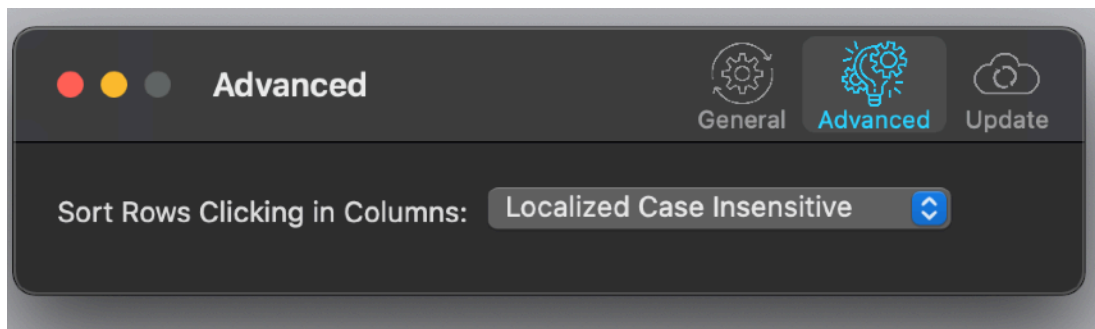 Advanced
General
Advanced
Update
Sort Rows Clicking in Columns:
Localized Case Insensitive